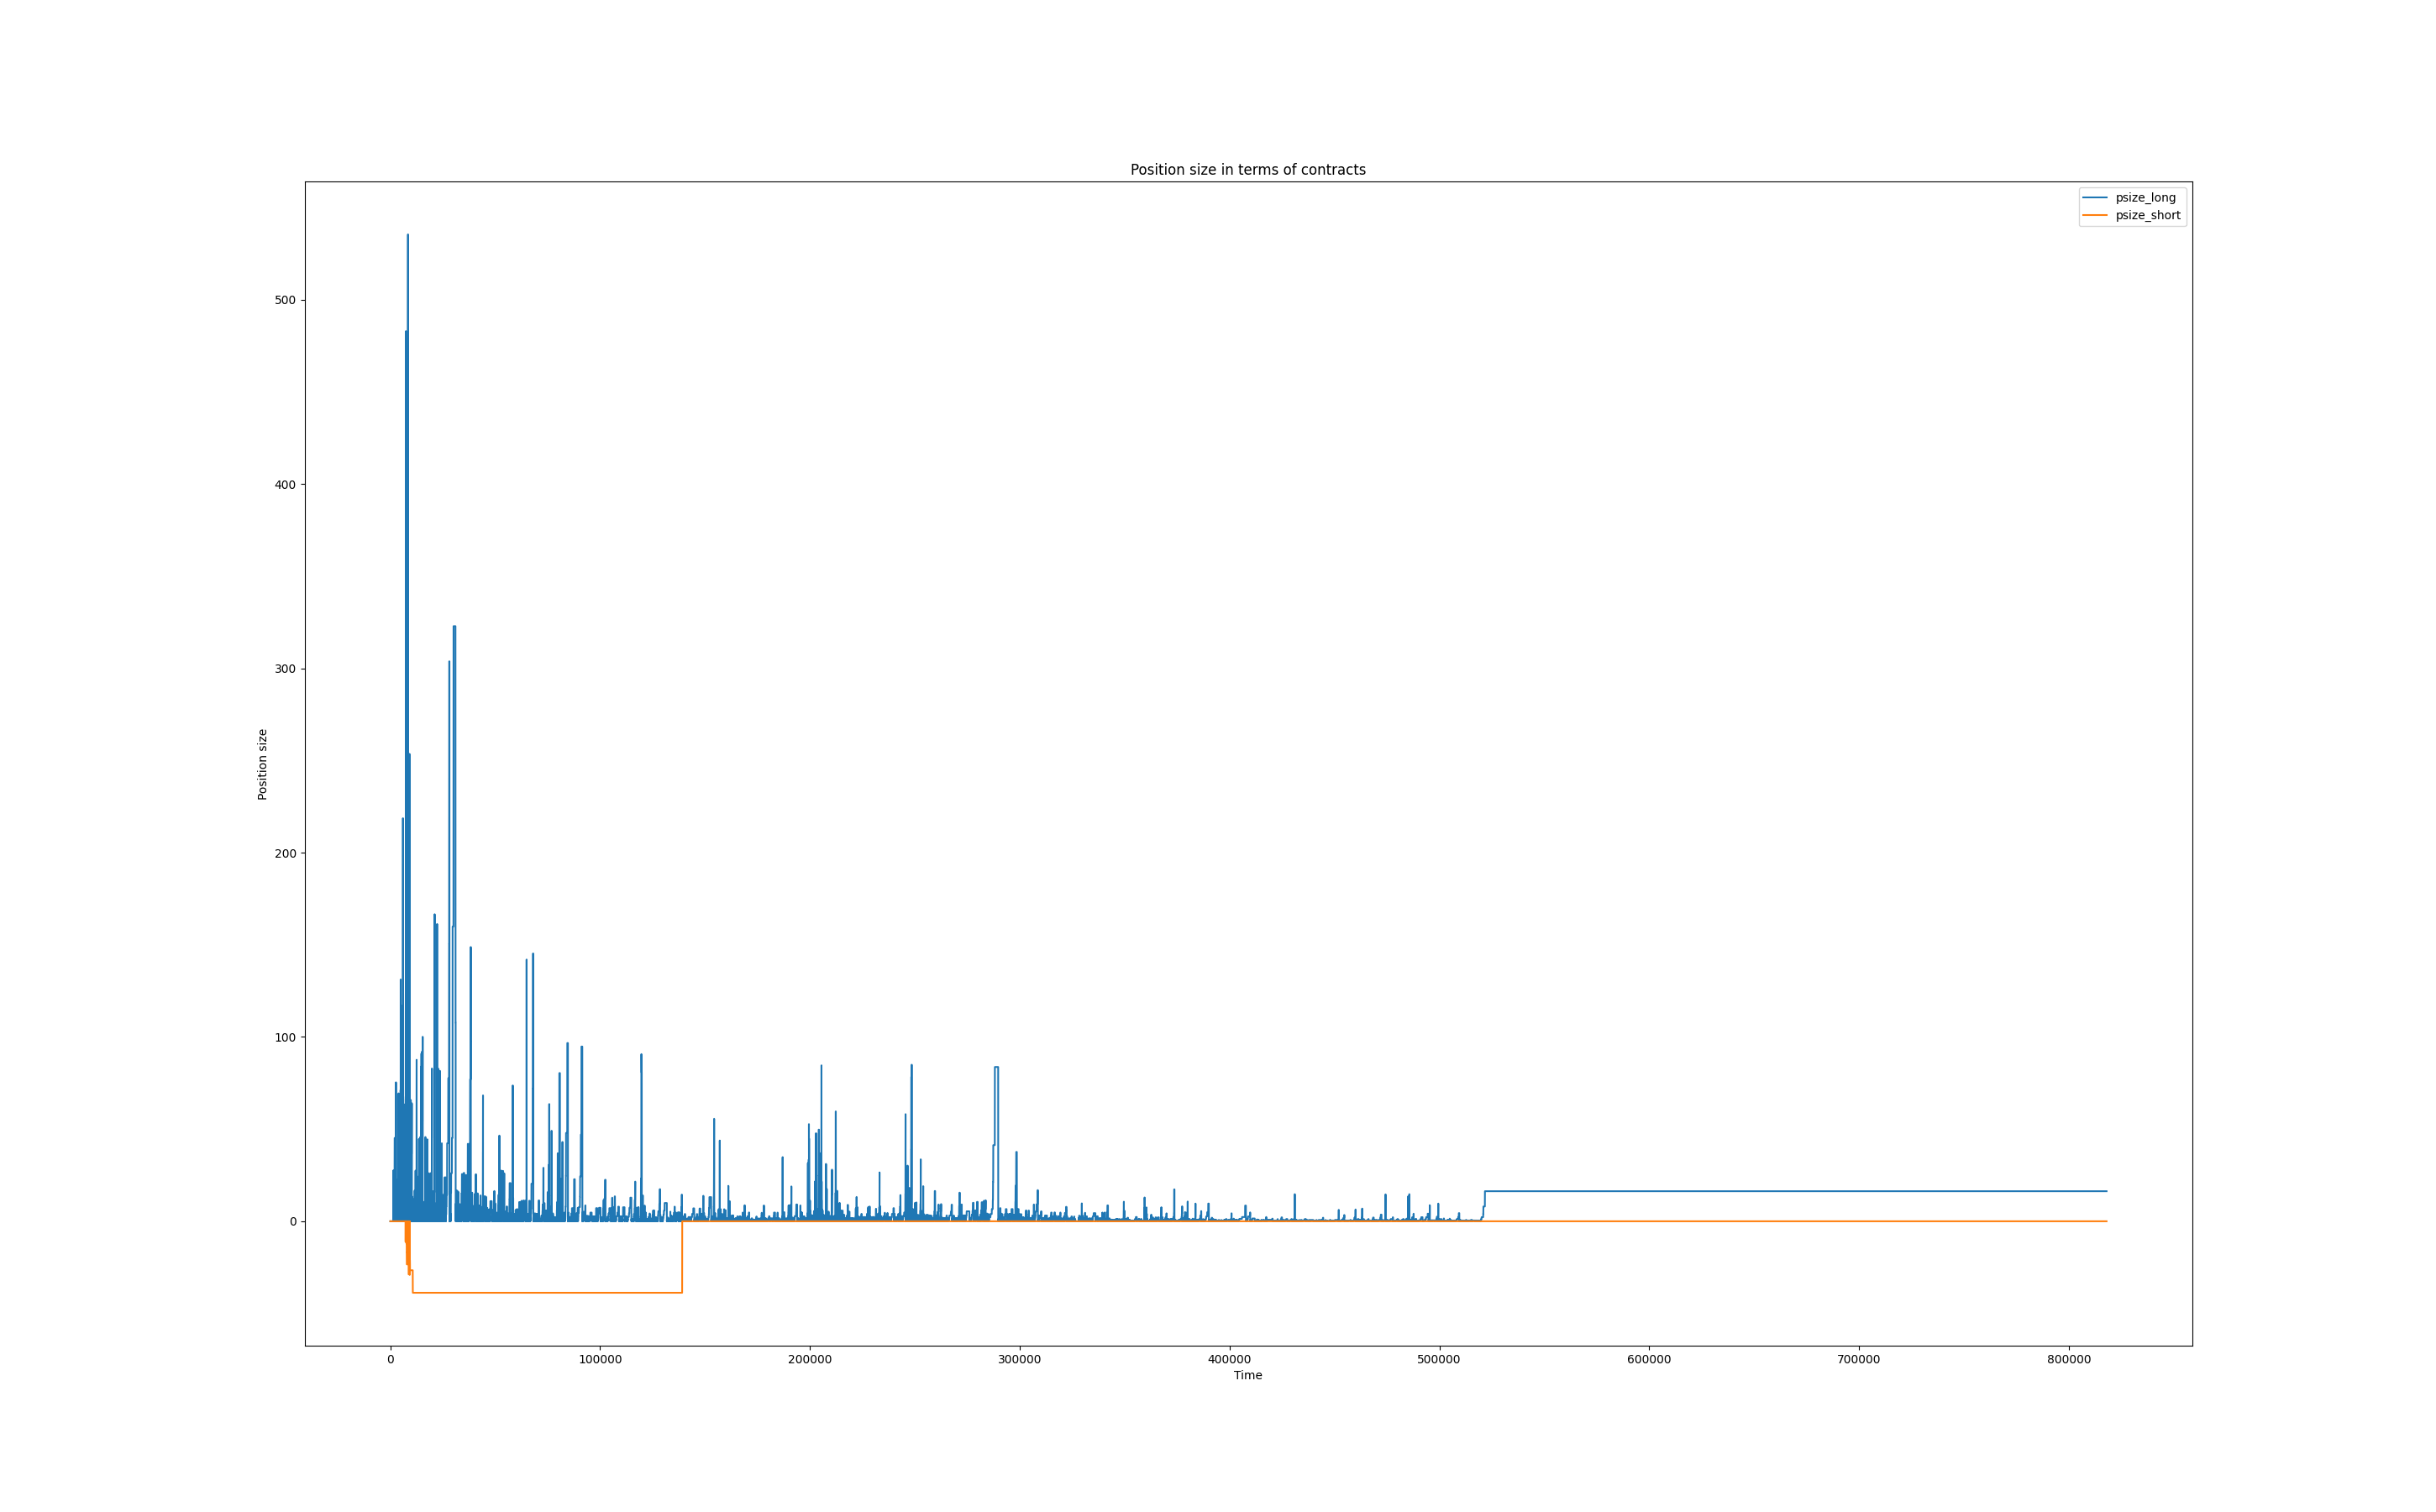 Position size in terms of contracts
psize_long
psize_short
500
400
300
200
100
0
Position size
0 100000 200000 300000 400000 500000 600000 700000 800000
Time